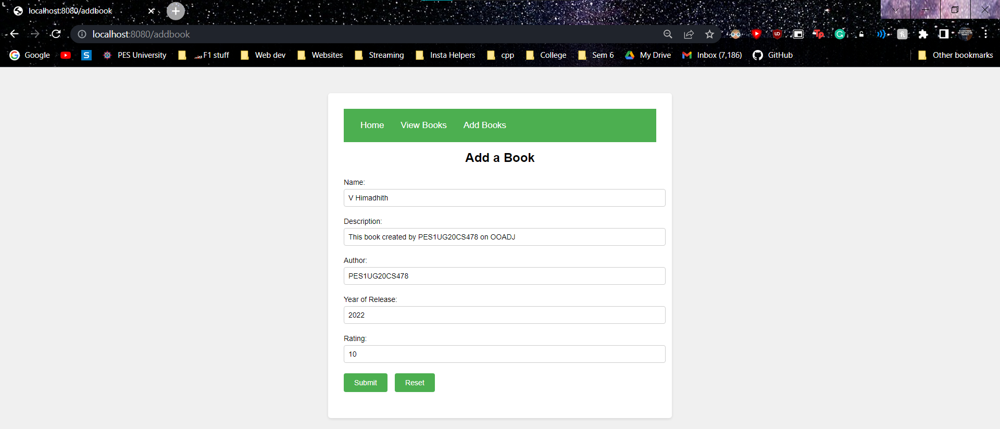 localhost:8080/addbook
localhost:8080/addbook
Google PES University F1 stuff Web dev Websites Streaming Insta Helpers cpp College Sem 6 My Drive Inbox (7,186) GitHub Other bookmarks
Home View Books Add Books
Add a Book
Name:
V Himadhith
Description:
This book created by PES1UG20CS478 on OOADJ
Author:
PES1UG20CS478
Year of Release:
2022
Rating:
10
Submit Reset